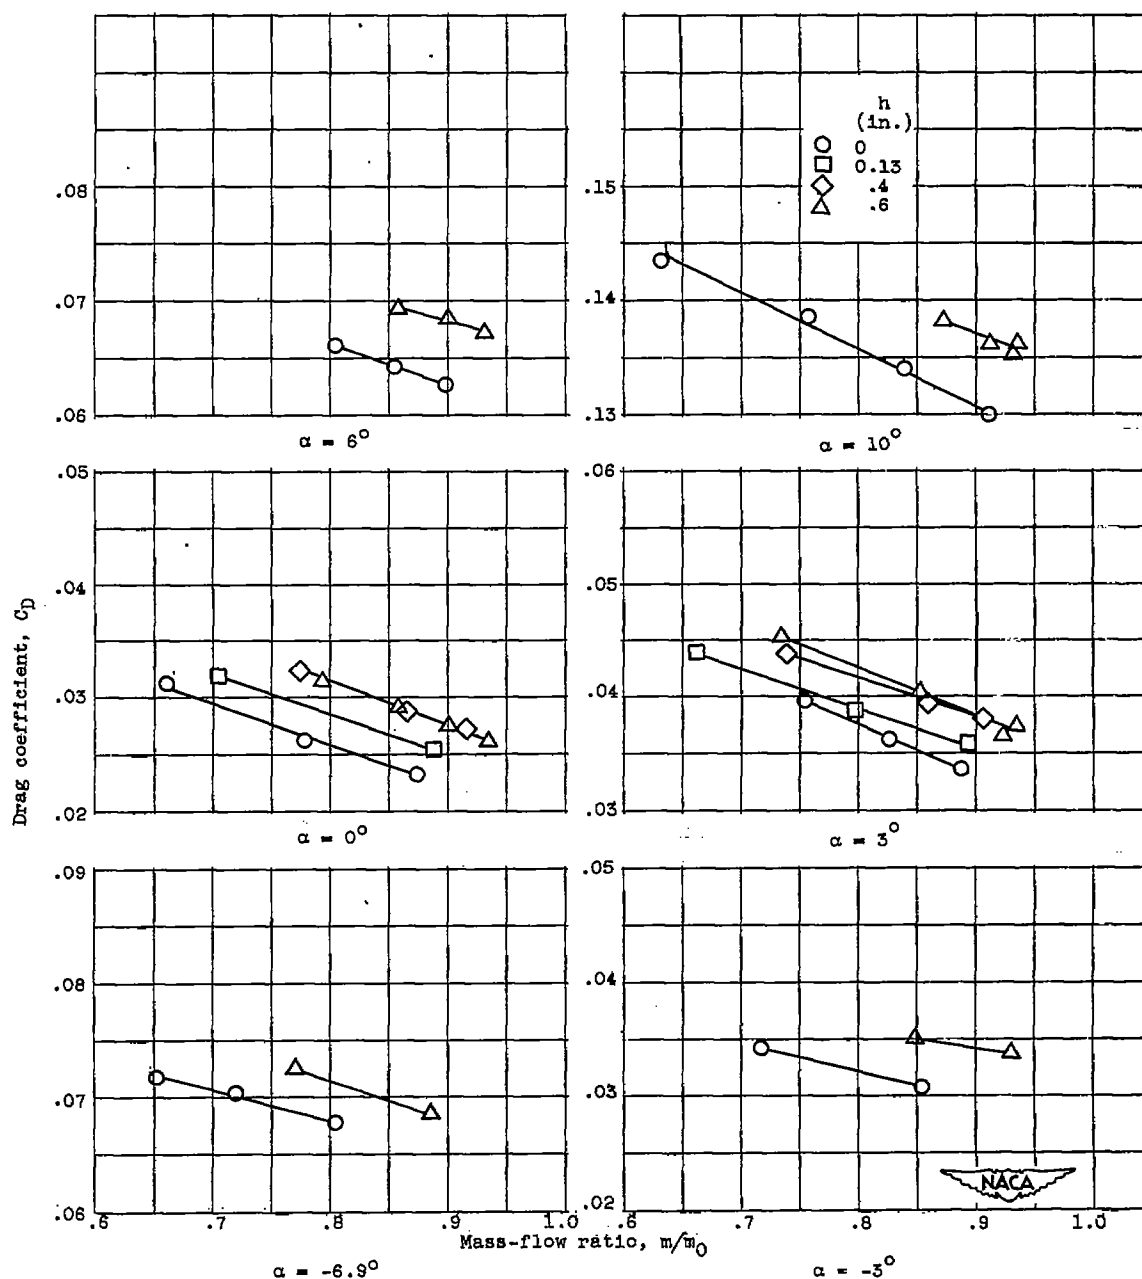 h
(in.)
0
0.13
.4
.6
.08
.07
.06
α = 6°
.15
.14
.13
α = 10°
.05
.04
.03
.02
α = 0°
.06
.05
.04
.03
α = 3°
Drag coefficient, C_D
.09
.08
.07
.06
.6 .7 .8 .9 1.0
α = -6.9°
.05
.04
.03
.02
.6 .7 .8 .9 1.0
NACA
Mass-flow ratio, m/m₀
α = -3°